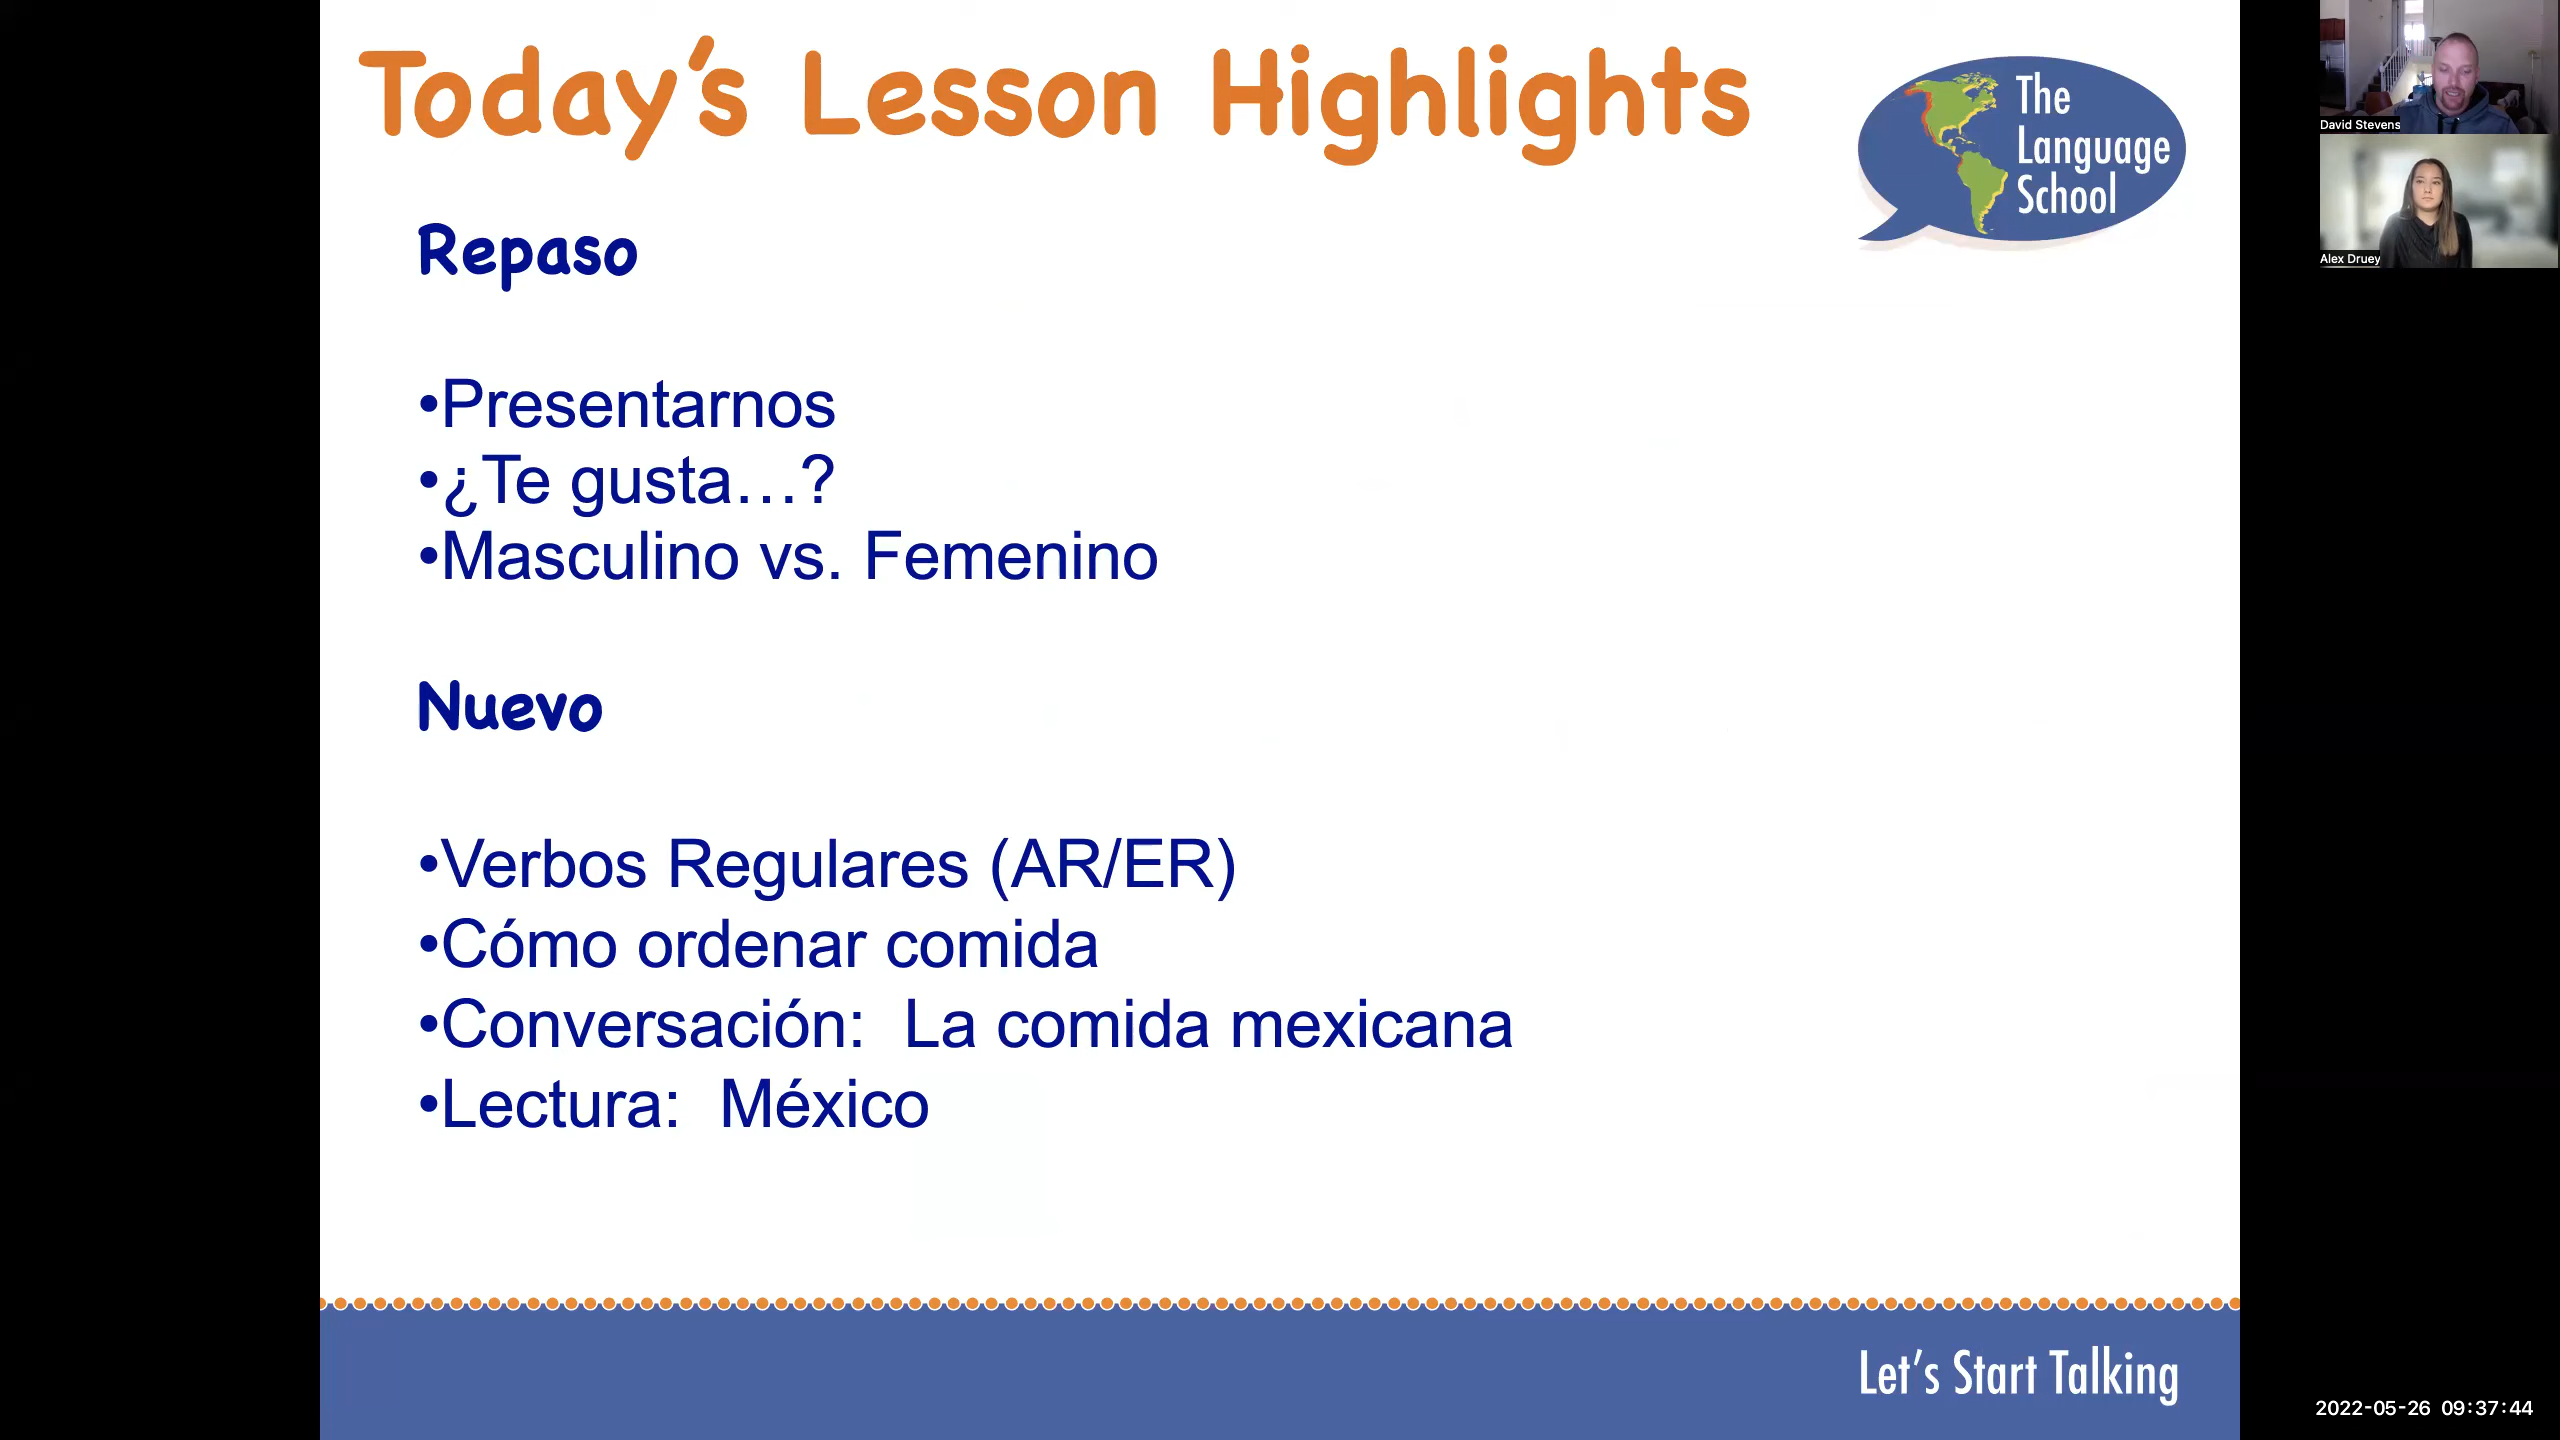 Today's Lesson Highlights
The
Language
School
Repaso
•Presentarnos
•¿Te gusta…?
•Masculino vs. Femenino
Nuevo
•Verbos Regulares (AR/ER)
•Cómo ordenar comida
•Conversación:  La comida mexicana
•Lectura:  México
Let's Start Talking
David Stevens
Alex Druey
2022-05-26 09:37:44